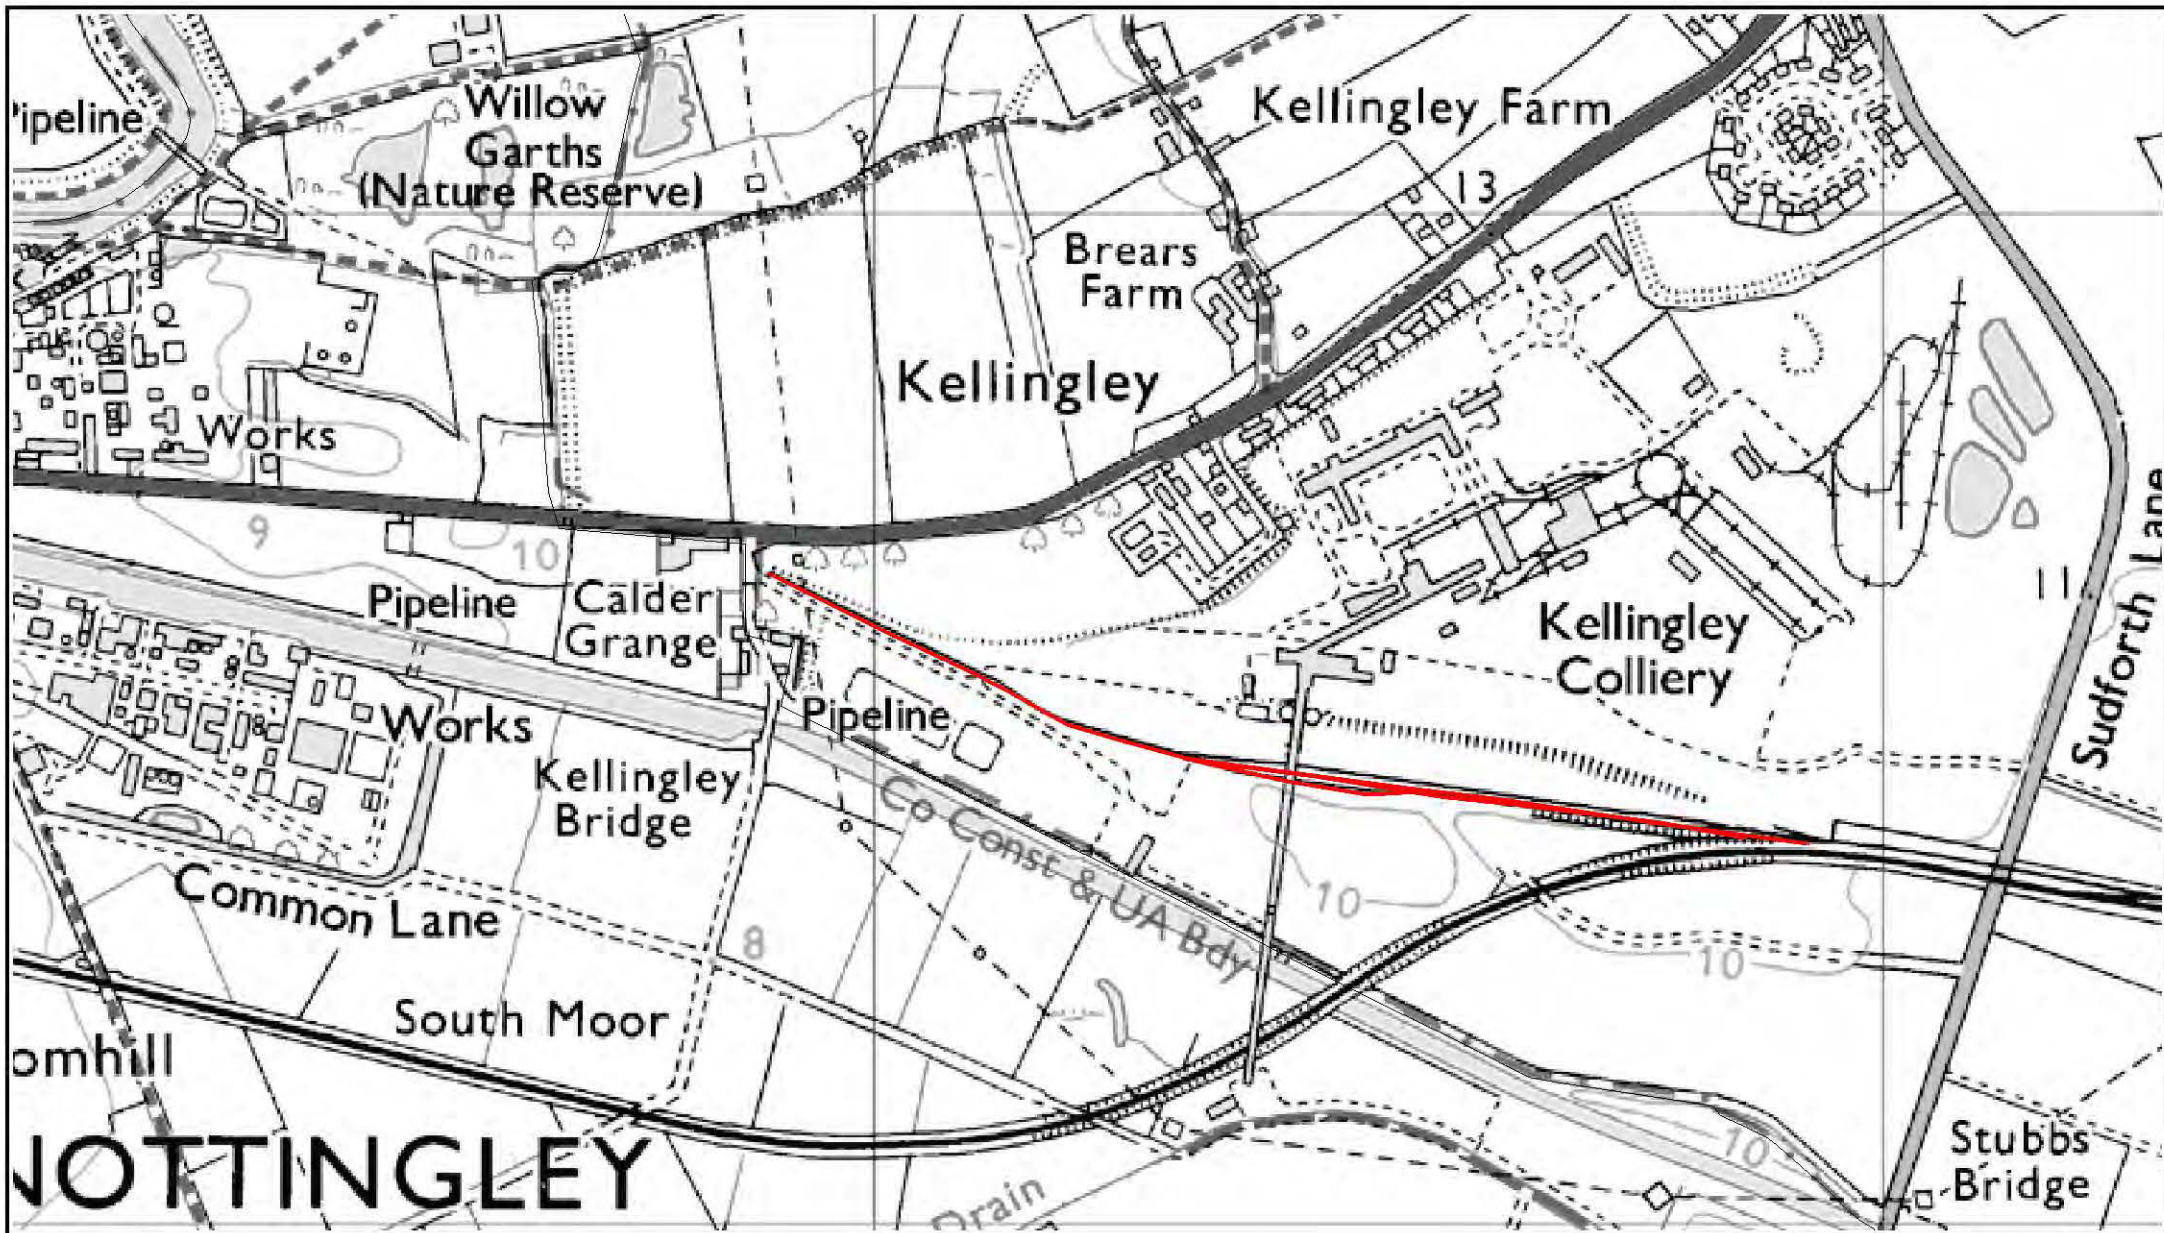 Pipeline
Willow
Garths
(Nature Reserve)
Kellingley Farm
13
Brears
Farm
Kellingley
Works
9
10
Pipeline
Calder
Grange
Kellingley
Colliery
11
Sudforth Lane
Works
Pipeline
Kellingley
Bridge
Co Const & UA Bdy
Common Lane
8
10
10
South Moor
omhill
NOTTINGLEY
Drain
10
Stubbs
Bridge